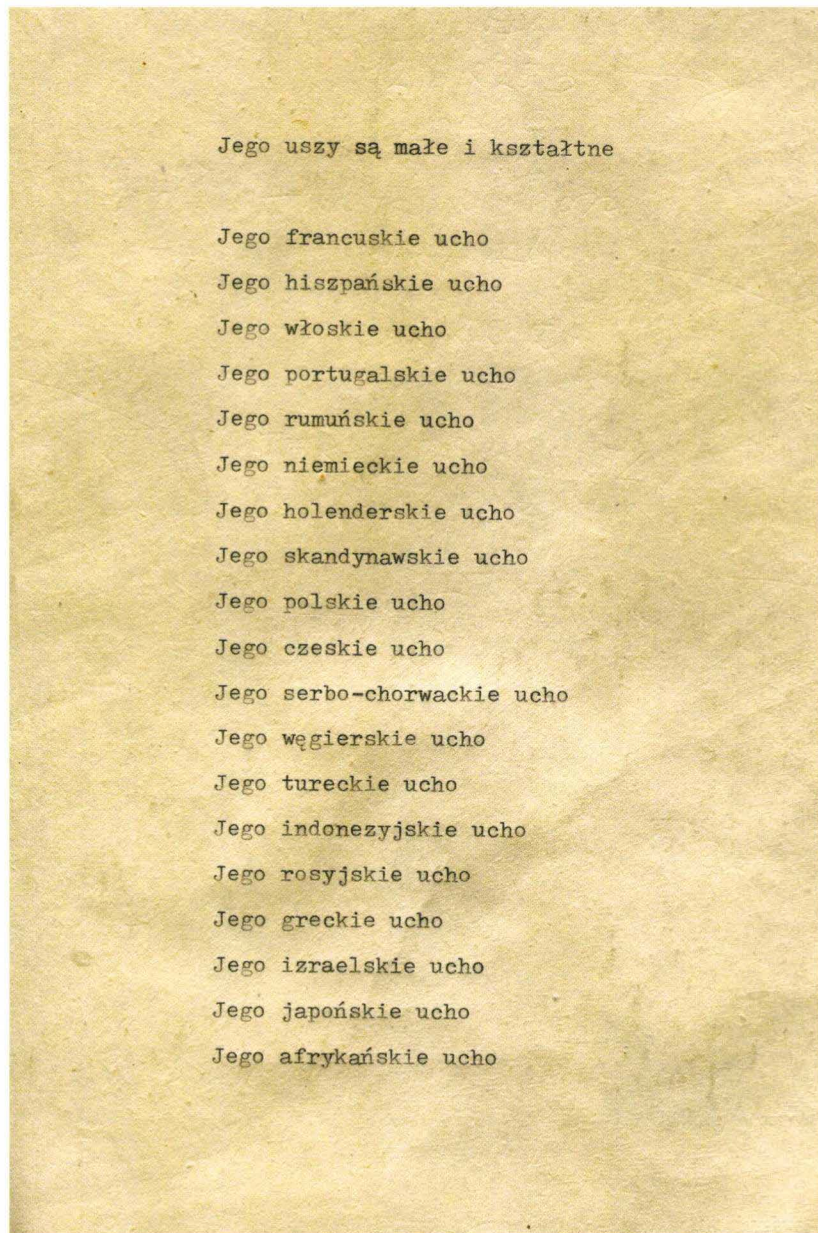 Jego uszy są małe i kształtne
Jego francuskie ucho
Jego hiszpańskie ucho
Jego włoskie ucho
Jego portugalskie ucho
Jego rumuńskie ucho
Jego niemieckie ucho
Jego holenderskie ucho
Jego skandynawskie ucho
Jego polskie ucho
Jego czeskie ucho
Jego serbo-chorwackie ucho
Jego węgierskie ucho
Jego tureckie ucho
Jego indonezyjskie ucho
Jego rosyjskie ucho
Jego greckie ucho
Jego izraelskie ucho
Jego japońskie ucho
Jego afrykańskie ucho